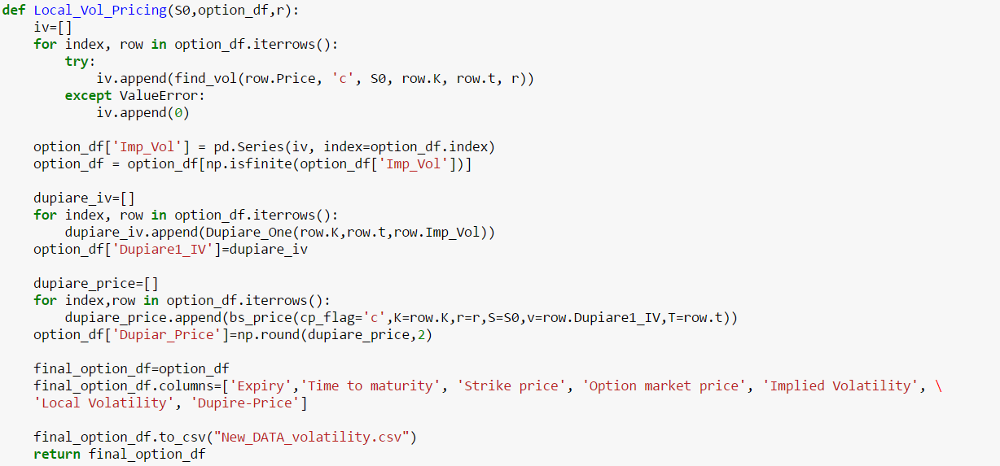 def Local_Vol_Pricing(S0,option_df,r):
    iv=[]
    for index, row in option_df.iterrows():
        try:
            iv.append(find_vol(row.Price, 'c', S0, row.K, row.t, r))
        except ValueError:
            iv.append(0)

    option_df['Imp_Vol'] = pd.Series(iv, index=option_df.index)
    option_df = option_df[np.isfinite(option_df['Imp_Vol'])]

    dupiare_iv=[]
    for index, row in option_df.iterrows():
        dupiare_iv.append(Dupiare_One(row.K,row.t,row.Imp_Vol))
    option_df['Dupiare1_IV']=dupiare_iv

    dupiare_price=[]
    for index,row in option_df.iterrows():
        dupiare_price.append(bs_price(cp_flag='c',K=row.K,r=r,S=S0,v=row.Dupiare1_IV,T=row.t))
    option_df['Dupiar_Price']=np.round(dupiare_price,2)

    final_option_df=option_df
    final_option_df.columns=['Expiry','Time to maturity', 'Strike price', 'Option market price', 'Implied Volatility', \
    'Local Volatility', 'Dupire-Price']

    final_option_df.to_csv("New_DATA_volatility.csv")
    return final_option_df